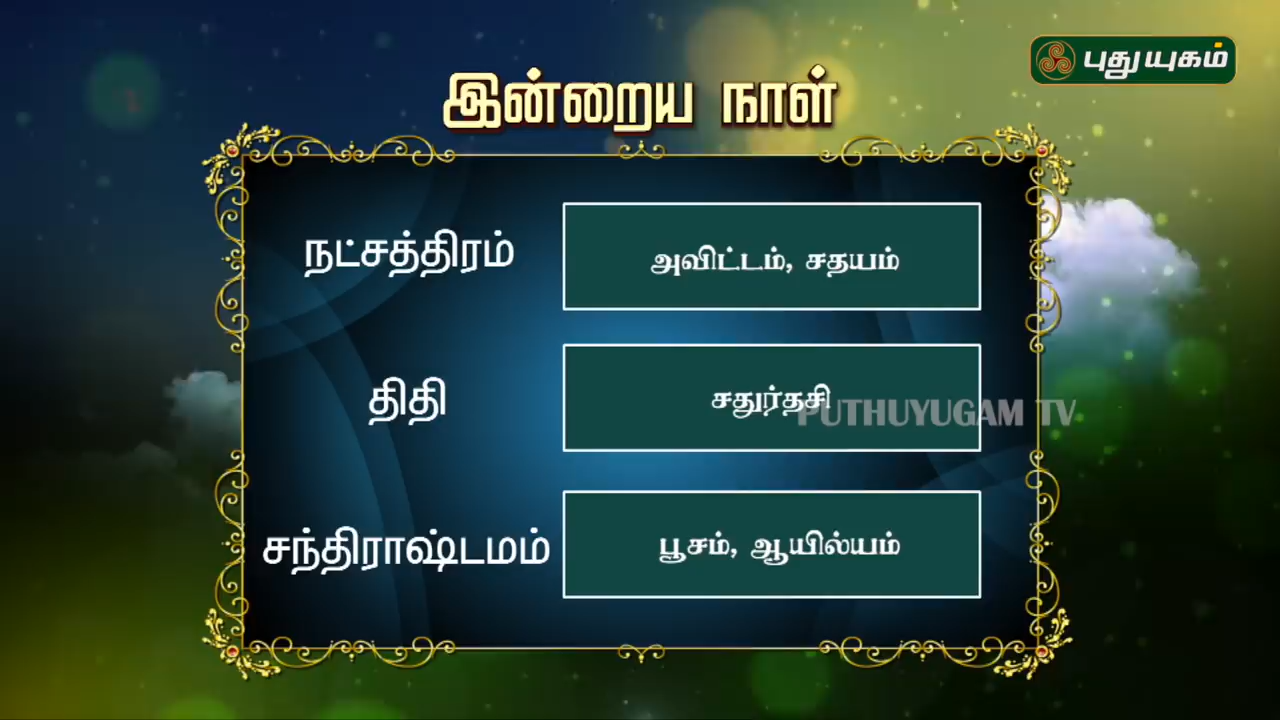 புதுயுகம்
இன்றைய நாள்
நட்சத்திரம்
அவிட்டம், சதயம்
திதி
சதுர்தசி
PUTHUYUGAM TV
சந்திராஷ்டமம்
பூசம், ஆயில்யம்